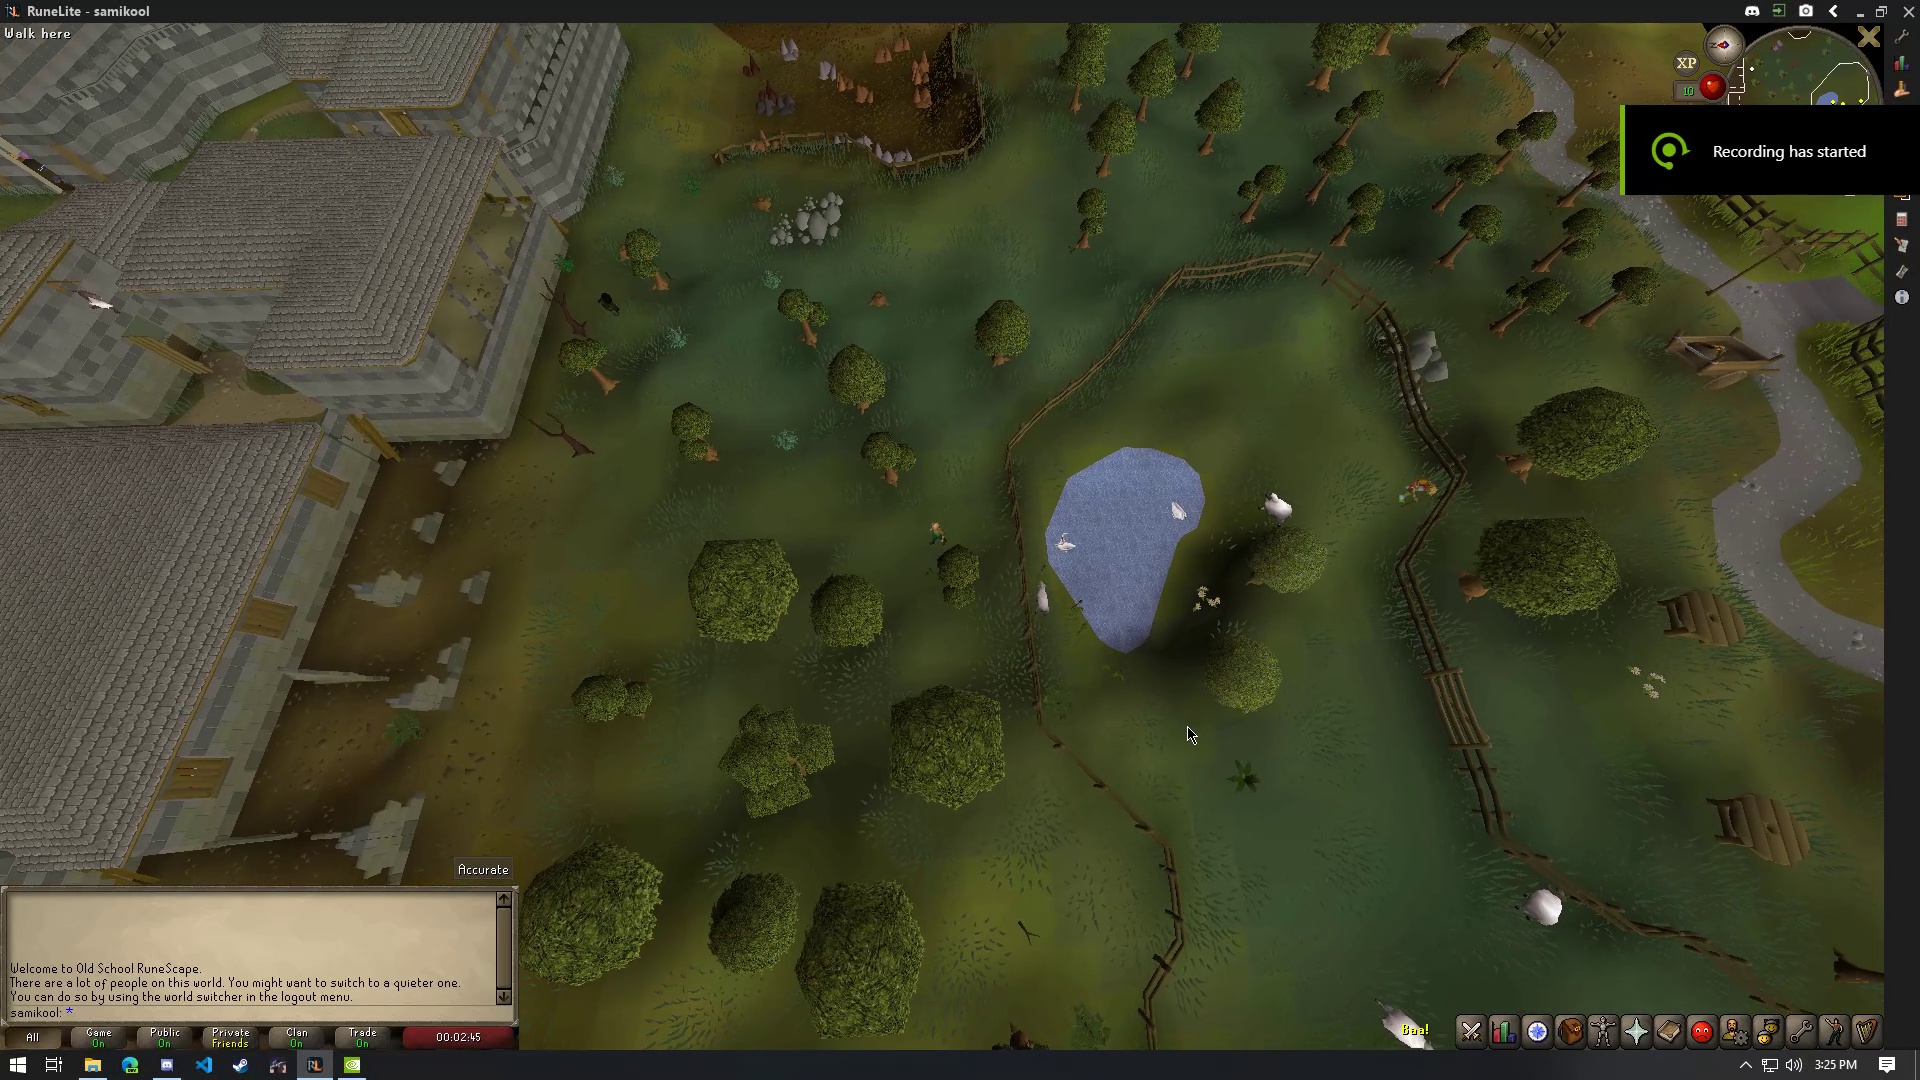 RuneLite - samikool
Walk here
XP
10
Recording has started
Accurate
Welcome to Old School RuneScape.
There are a lot of people on this world. You might want to switch to a quieter one.
You can do so by using the world switcher in the logout menu.
samikool: *
Baa!
All
Game
On
Public
On
Private
Friends
Clan
On
Trade
On
00:02:45
3:25 PM